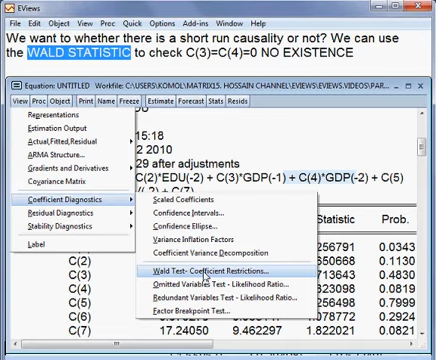 EViews
File Edit Object View Proc Quick Options Add-ins Window Help
We want to whether there is a short run causality or not? We can use
the WALD STATISTIC to check C(3)=C(4)=0 NO EXISTENCE
Equation: UNTITLED Workfile: C:\USERS\KOMOL\MATRIX15. HOSSAIN CHANNEL\EVIEWS\EVIEWS.VIDEOS\PAR...
View Proc Object Print Name Freeze Estimate Forecast Stats Resids
Representations
Estimation Output
15:18
Actual,Fitted,Residual
2 2010
ARMA Structure...
29 after adjustments
Gradients and Derivatives
C(2)*EDU(-2) + C(3)*GDP(-1) + C(4)*GDP(-2) + C(5)
Covariance Matrix
Coefficient Diagnostics
Scaled Coefficients
Residual Diagnostics
Confidence Intervals...
Statistic Prob.
Stability Diagnostics
Confidence Ellipse...
Label
Variance Inflation Factors
256791 0.0343
Coefficient Variance Decomposition
C(2)
550668 0.1130
Wald Test- Coefficient Restrictions...
C(3)
713630 0.4830
Omitted Variables Test - Likelihood Ratio...
C(4)
Redundant Variables Test - Likelihood Ratio...
C(5)
256506 0.7999
Factor Breakpoint Test...
C(6)
C(7) 17.24050 9.462297 1.822022 0.0821